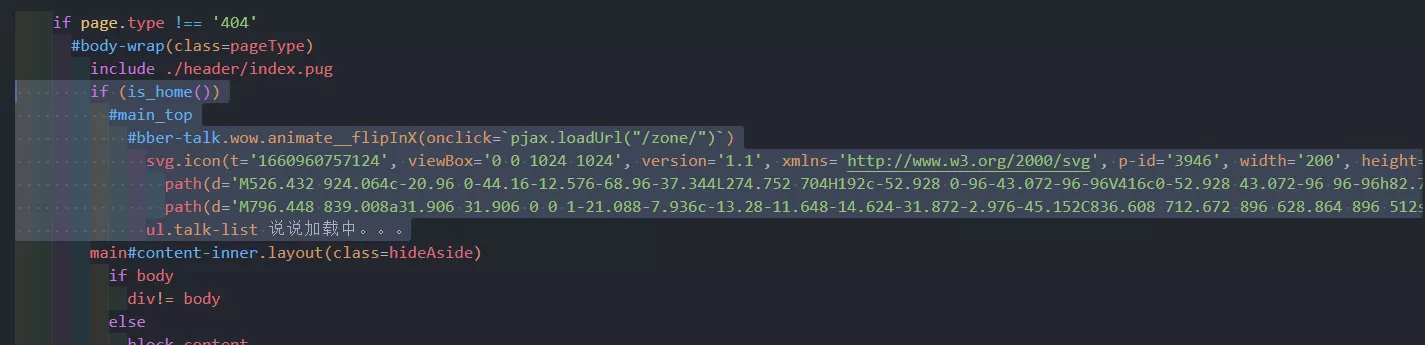 if page.type !== '404'
#body-wrap(class=pageType)
include ./header/index.pug
if (is_home())
#main_top
#bber-talk.wow.animate__flipInX(onclick=`pjax.loadUrl("/zone/")`)
svg.icon(t='1660960757124', viewBox='0 0 1024 1024', version='1.1', xmlns='http://www.w3.org/2000/svg', p-id='3946', width='200', height=
path(d='M526.432 924.064c-20.96 0-44.16-12.576-68.96-37.344L274.752 704H192c-52.928 0-96-43.072-96-96V416c0-52.928 43.072-96 96-96h82.7
path(d='M796.448 839.008a31.906 31.906 0 0 1-21.088-7.936c-13.28-11.648-14.624-31.872-2.976-45.152C836.608 712.672 896 628.864 896 512s
ul.talk-list 说说加载中。。。
main#content-inner.layout(class=hideAside)
if body
div!= body
else
block content